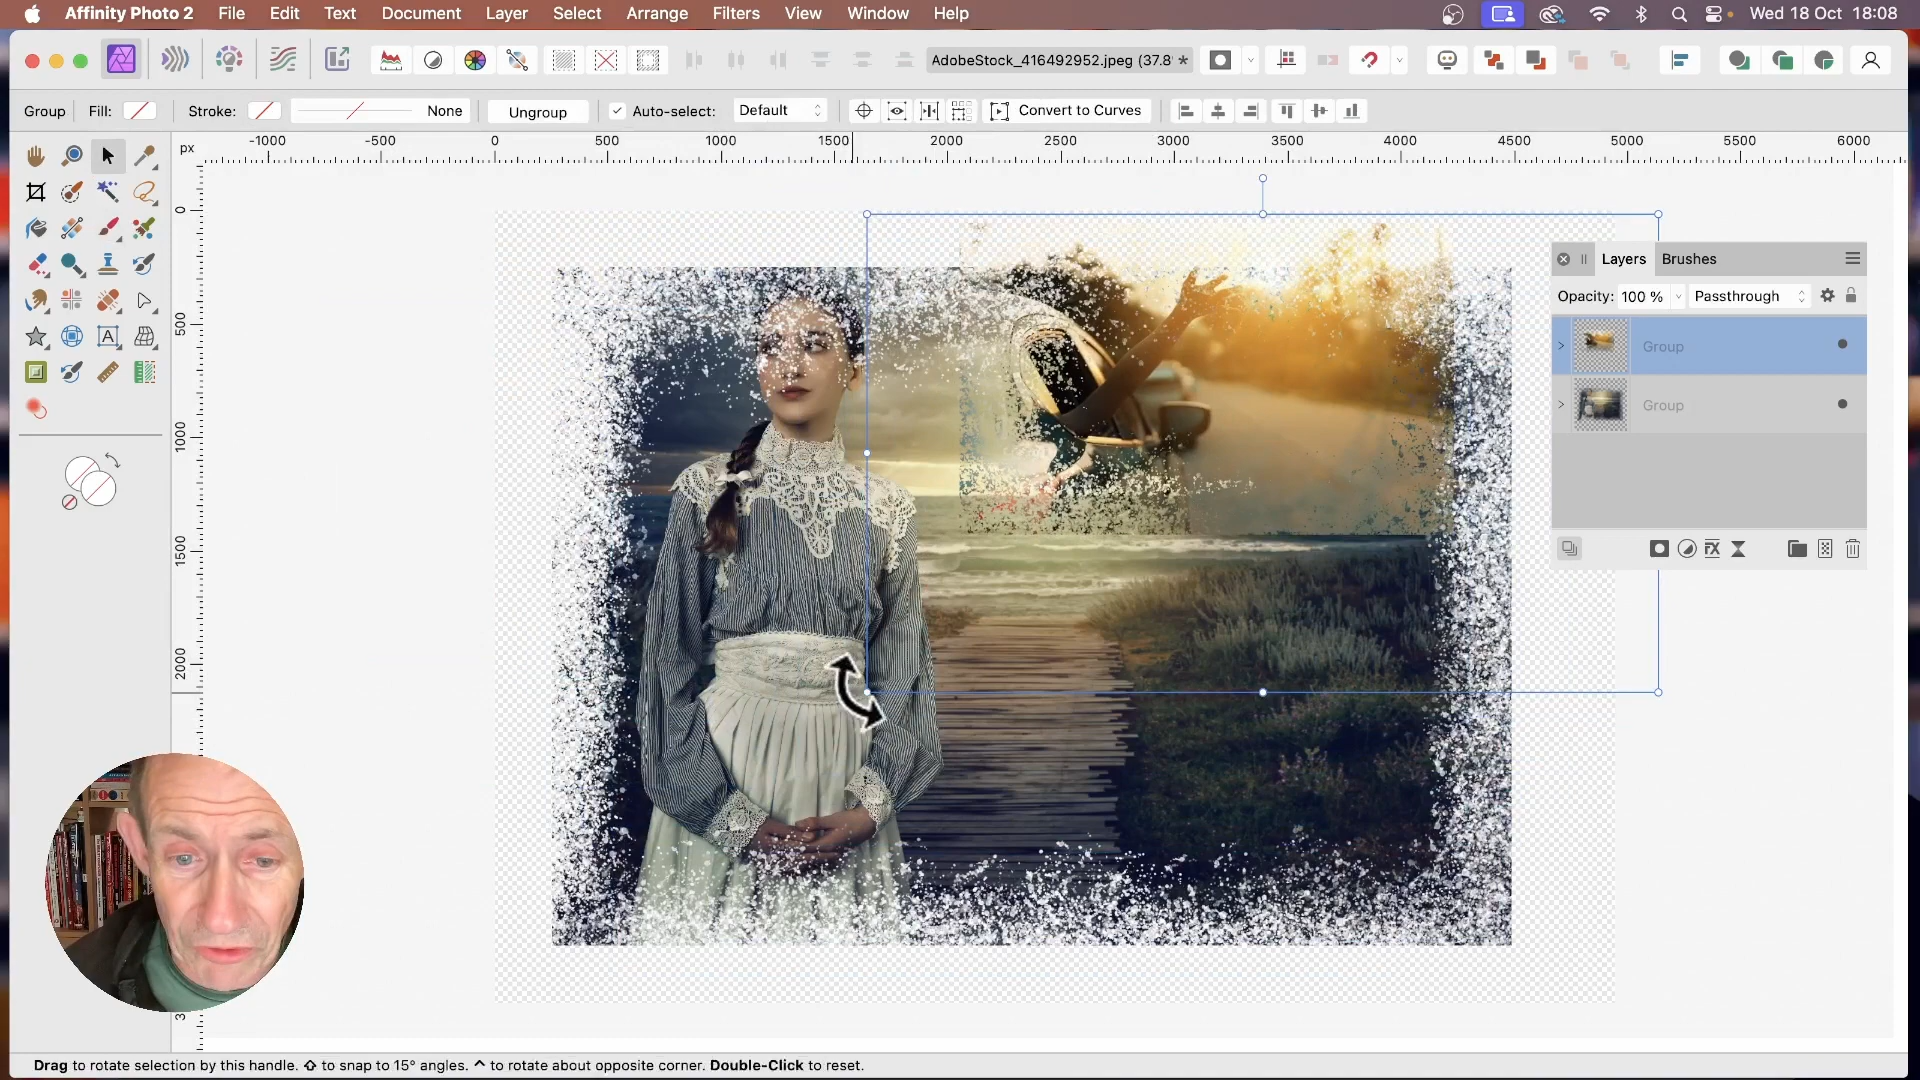 Affinity Photo 2 File Edit Text Document Layer Select Arrange Filters View Window Help Wed 18 Oct 18:08
AdobeStock_416492952.jpeg (37.8 *
Group Fill: Stroke: None Ungroup Auto-select: Default Convert to Curves
px -1000 -500 0 500 1000 1500 2000 2500 3000 3500 4000 4500 5000 5500 6000
0
500
1000
1500
2000
3
Layers Brushes
Opacity: 100 % Passthrough
Group
Group
Drag to rotate selection by this handle. ⇧ to snap to 15° angles. ^ to rotate about opposite corner. Double-Click to reset.